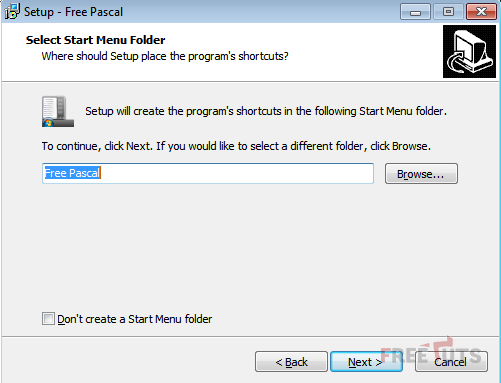 Setup - Free Pascal
Select Start Menu Folder
Where should Setup place the program's shortcuts?
Setup will create the program's shortcuts in the following Start Menu folder.
To continue, click Next. If you would like to select a different folder, click Browse.
Free Pascal
Browse...
Don't create a Start Menu folder
FREETUTS
< Back
Next >
Cancel